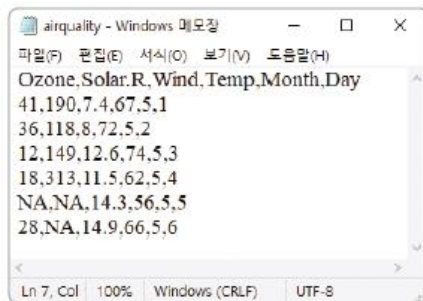 airquality - Windows 메모장
파일(F) 편집(E) 서식(O) 보기(V) 도움말(H)
Ozone,Solar.R,Wind,Temp,Month,Day
41,190,7.4,67,5,1
36,118,8,72,5,2
12,149,12.6,74,5,3
18,313,11.5,62,5,4
NA,NA,14.3,56,5,5
28,NA,14.9,66,5,6
Ln 7, Col 100% Windows (CRLF) UTF-8